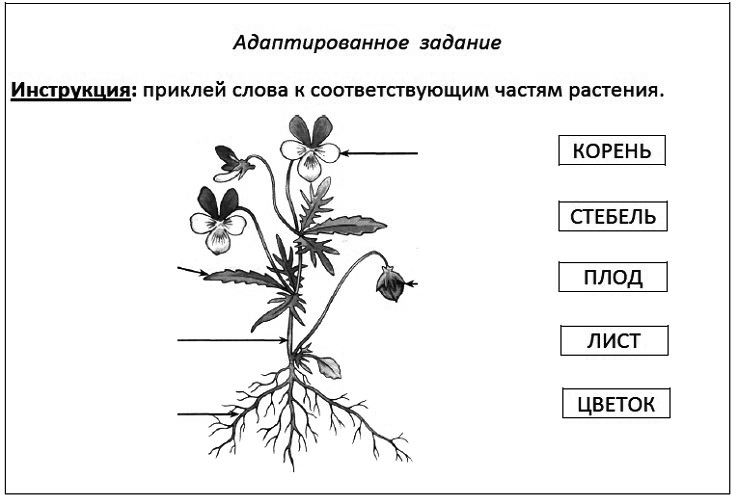 Адаптированное задание
Инструкция: приклей слова к соответствующим частям растения.
КОРЕНЬ
СТЕБЕЛЬ
ПЛОД
ЛИСТ
ЦВЕТОК